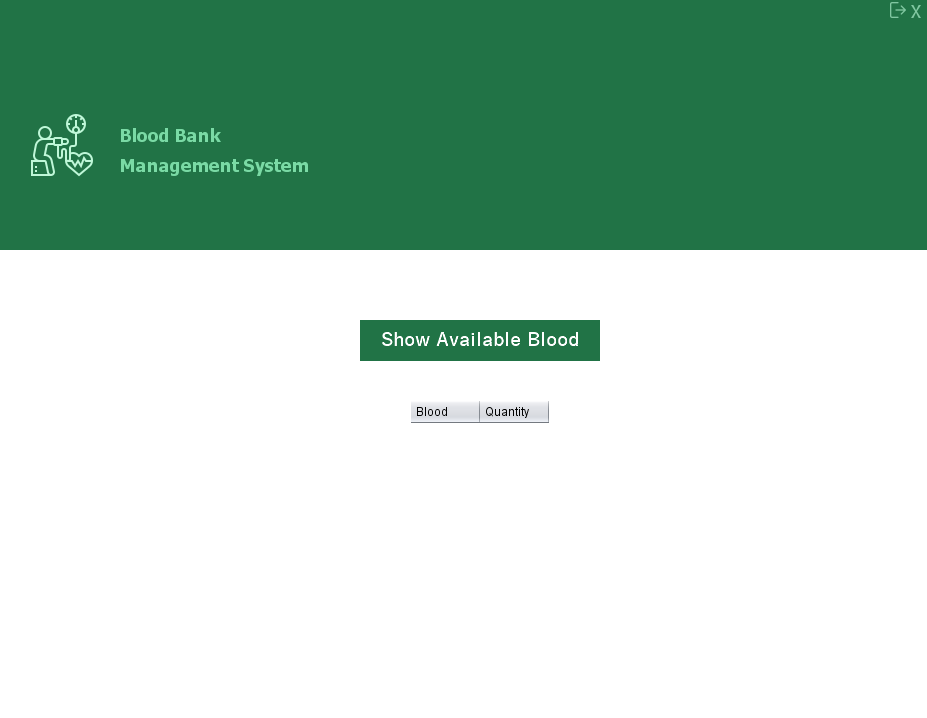 X
Blood Bank
Management System
Show Available Blood
Blood Quantity